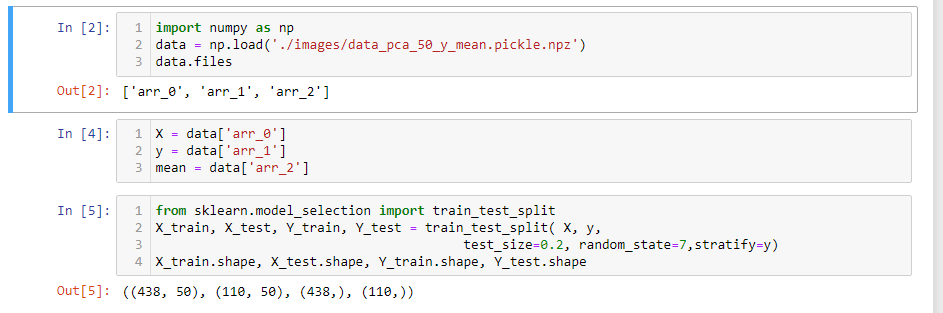 In [2]:
1 import numpy as np
2 data = np.load('./images/data_pca_50_y_mean.pickle.npz')
3 data.files
Out[2]: ['arr_0', 'arr_1', 'arr_2']
In [4]:
1 X = data['arr_0']
2 y = data['arr_1']
3 mean = data['arr_2']
In [5]:
1 from sklearn.model_selection import train_test_split
2 X_train, X_test, Y_train, Y_test = train_test_split( X, y,
3                                         test_size=0.2, random_state=7,stratify=y)
4 X_train.shape, X_test.shape, Y_train.shape, Y_test.shape
Out[5]: ((438, 50), (110, 50), (438,), (110,))